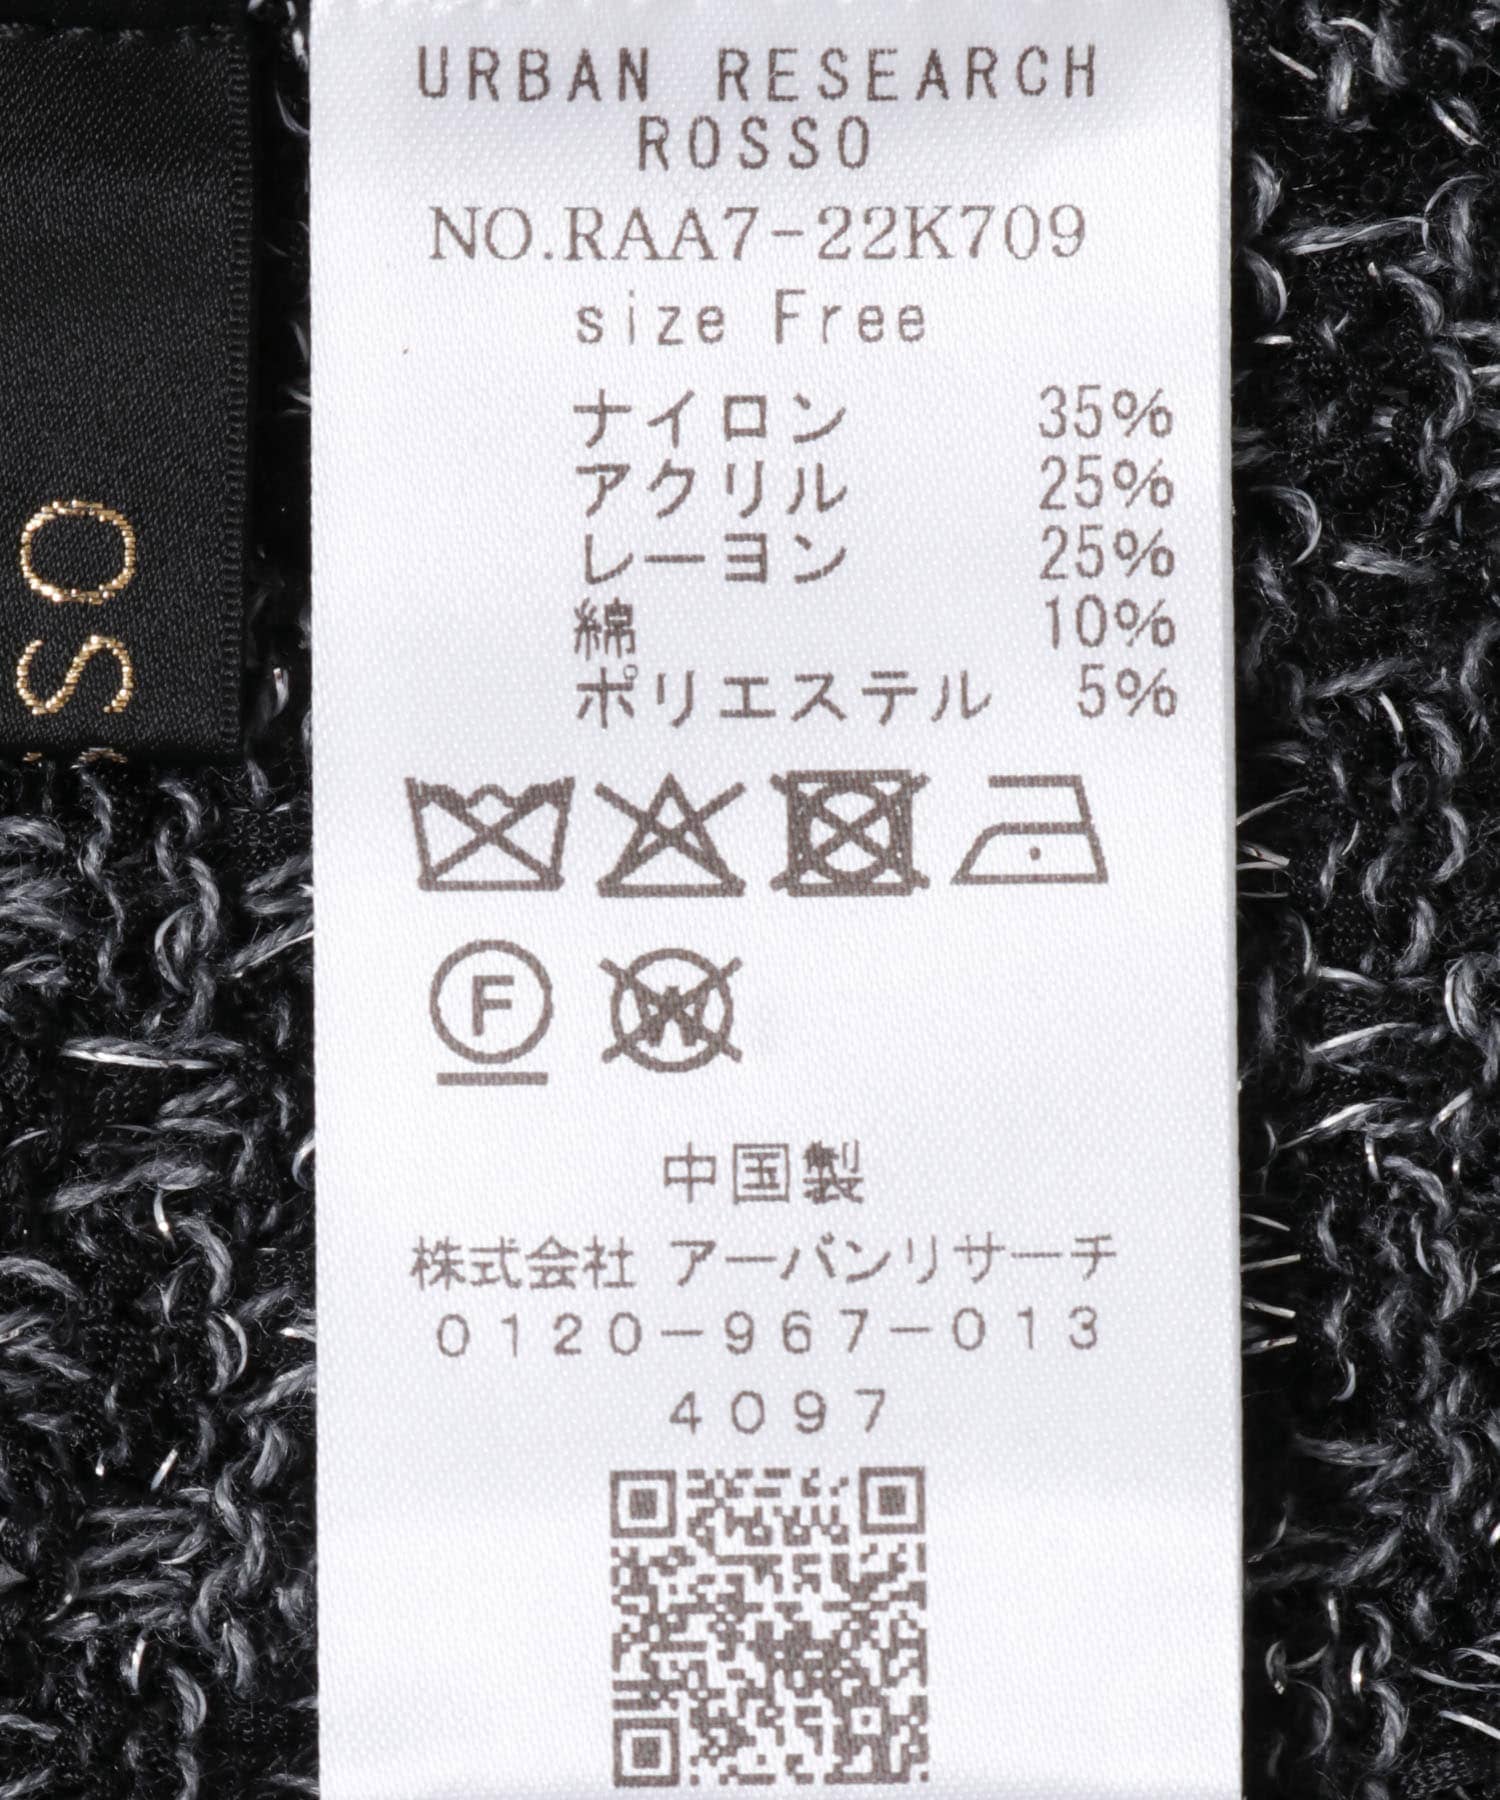 URBAN RESEARCH
ROSSO
NO.RAA7-22K709
size Free
ナイロン 35%
アクリル 25%
レーヨン 25%
綿 10%
ポリエステル 5%
F W
中国製
株式会社 アーバンリサーチ
0120-967-013
4097
SO